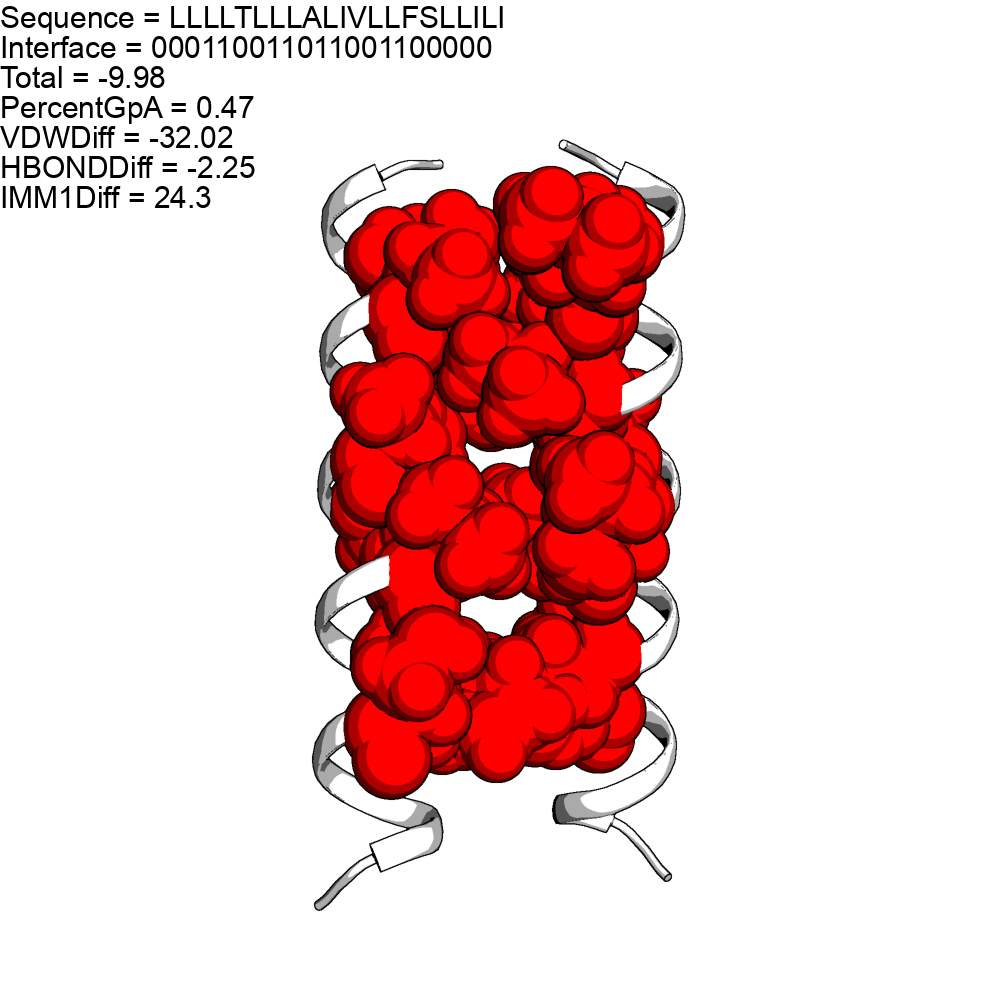 Sequence = LLLLTLLLALIVLLFSLLILI
Interface = 000110011011001100000
Total = -9.98
PercentGpA = 0.47
VDWDiff = -32.02
HBONDDiff = -2.25
IMM1Diff = 24.3